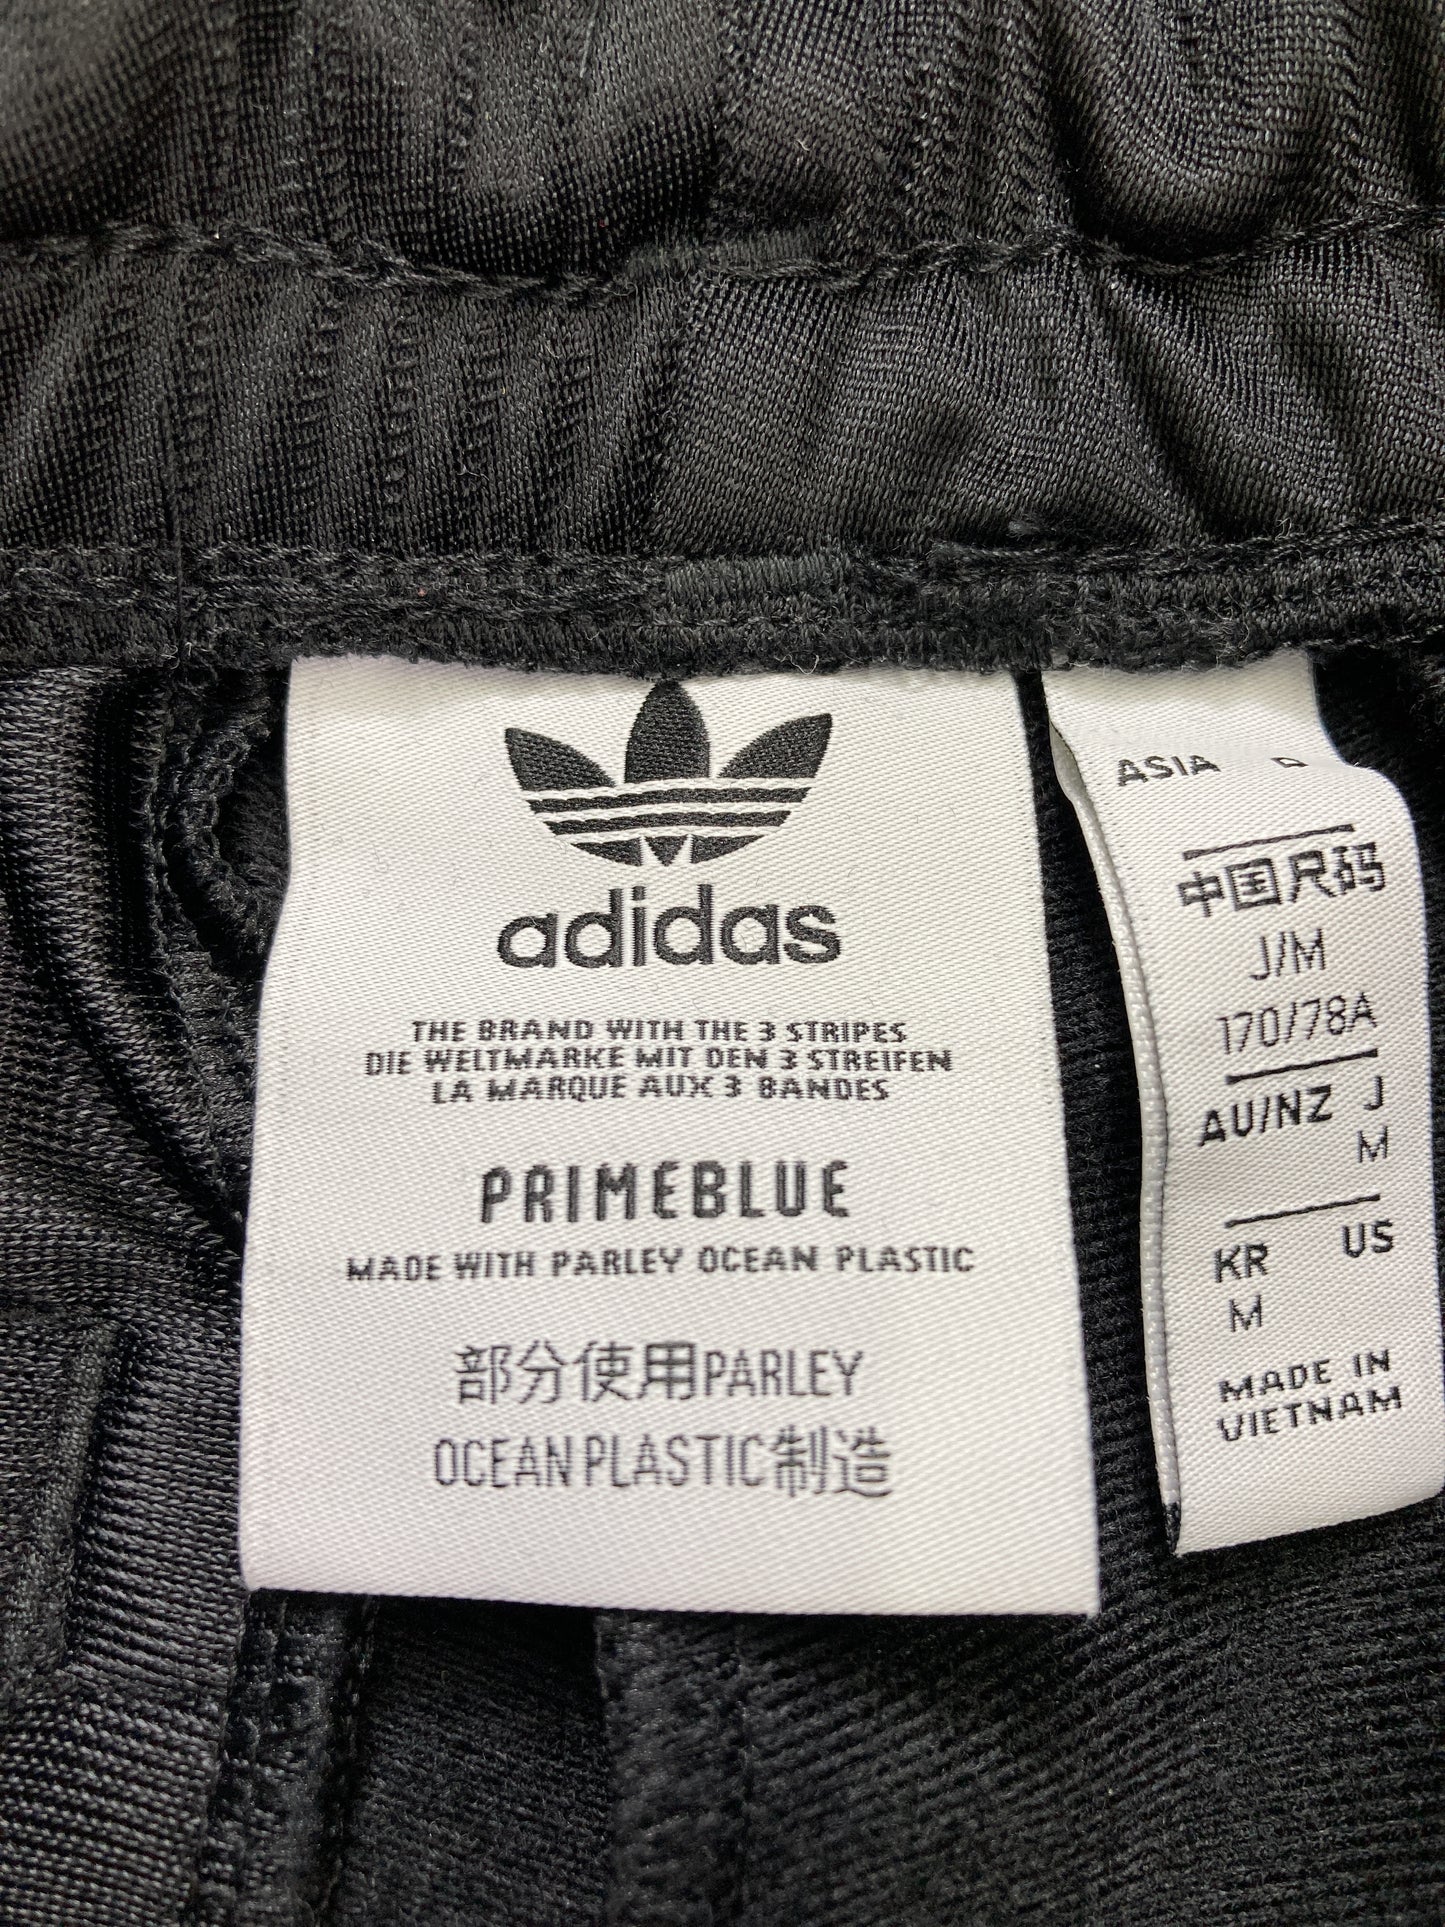 adidas
THE BRAND WITH THE 3 STRIPES
DIE WELTMARKE MIT DEN 3 STREIFEN
LA MARQUE AUX 3 BANDES
PRIMEBLUE
MADE WITH PARLEY OCEAN PLASTIC
部分使用PARLEY
OCEAN PLASTIC制造
ASIA
中国尺码
J/M
170/78A
AU/NZ J
M
KR US
M
MADE IN
VIETNAM